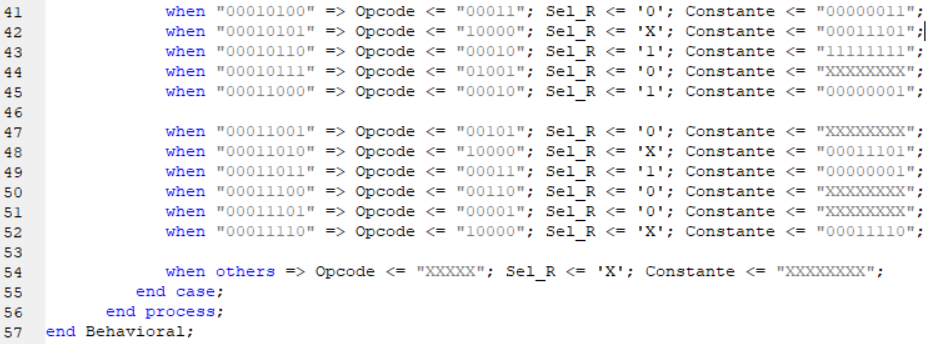 41 when "00010100" => Opcode <= "00011"; Sel_R <= '0'; Constante <= "00000011";
42 when "00010101" => Opcode <= "10000"; Sel_R <= 'X'; Constante <= "00011101";
43 when "00010110" => Opcode <= "00010"; Sel_R <= '1'; Constante <= "11111111";
44 when "00010111" => Opcode <= "01001"; Sel_R <= '0'; Constante <= "XXXXXXXX";
45 when "00011000" => Opcode <= "00010"; Sel_R <= '1'; Constante <= "00000001";
46
47 when "00011001" => Opcode <= "00101"; Sel_R <= '0'; Constante <= "XXXXXXXX";
48 when "00011010" => Opcode <= "10000"; Sel_R <= 'X'; Constante <= "00011101";
49 when "00011011" => Opcode <= "00011"; Sel_R <= '1'; Constante <= "00000001";
50 when "00011100" => Opcode <= "00110"; Sel_R <= '0'; Constante <= "XXXXXXXX";
51 when "00011101" => Opcode <= "00001"; Sel_R <= '0'; Constante <= "XXXXXXXX";
52 when "00011110" => Opcode <= "10000"; Sel_R <= 'X'; Constante <= "00011110";
53
54 when others => Opcode <= "XXXXX"; Sel_R <= 'X'; Constante <= "XXXXXXXX";
55 end case;
56 end process;
57 end Behavioral;